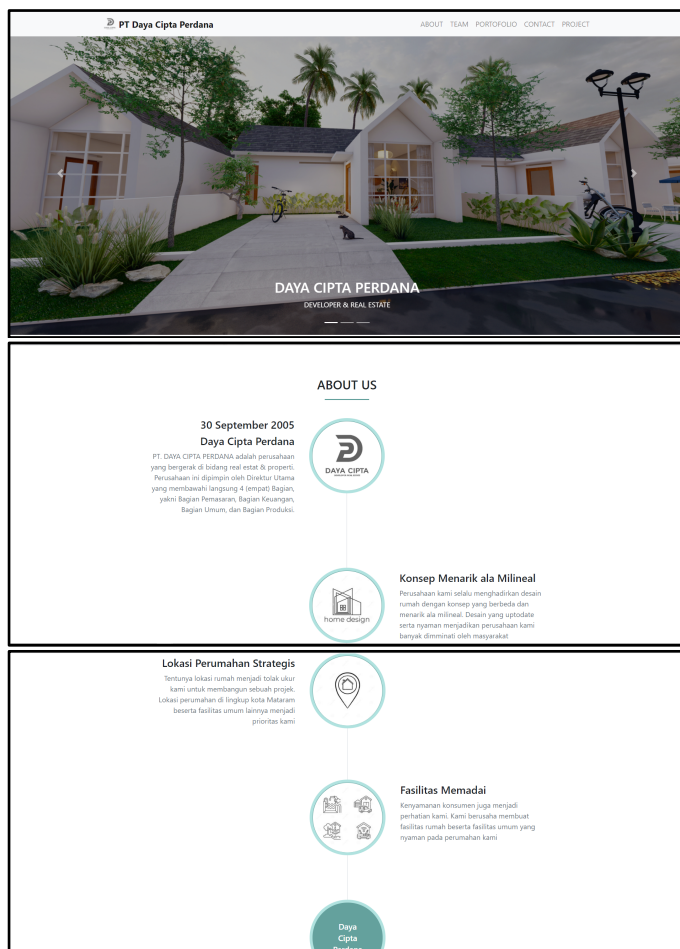 PT Daya Cipta Perdana
ABOUT TEAM PORTOFOLIO CONTACT PROJECT
DAYA CIPTA PERDANA
DEVELOPER & REAL ESTATE
ABOUT US
30 September 2005
Daya Cipta Perdana
PT. DAYA CIPTA PERDANA adalah perusahaan
yang bergerak di bidang real estat & properti.
Perusahaan ini dipimpin oleh Direktur Utama
yang membawahi langsung 4 (empat) Bagian,
yakni Bagian Pemasaran, Bagian Keuangan,
Bagian Umum, dan Bagian Produksi.
DAYA CIPTA
Konsep Menarik ala Milineal
Perusahaan kami selalu menghadirkan desain
rumah dengan konsep yang berbeda dan
menarik ala milineal. Desain yang uptodate
serta nyaman menjadikan perusahaan kami
banyak dimminati oleh masyarakat
home design
Lokasi Perumahan Strategis
Tentunya lokasi rumah menjadi tolak ukur
kami untuk membangun sebuah projek.
Lokasi perumahan di lingkup kota Mataram
beserta fasilitas umum lainnya menjadi
prioritas kami
Fasilitas Memadai
Kenyamanan konsumen juga menjadi
perhatian kami. Kami berusaha membuat
fasilitas rumah beserta fasilitas umum yang
nyaman pada perumahan kami
Daya
Cipta
Perdana